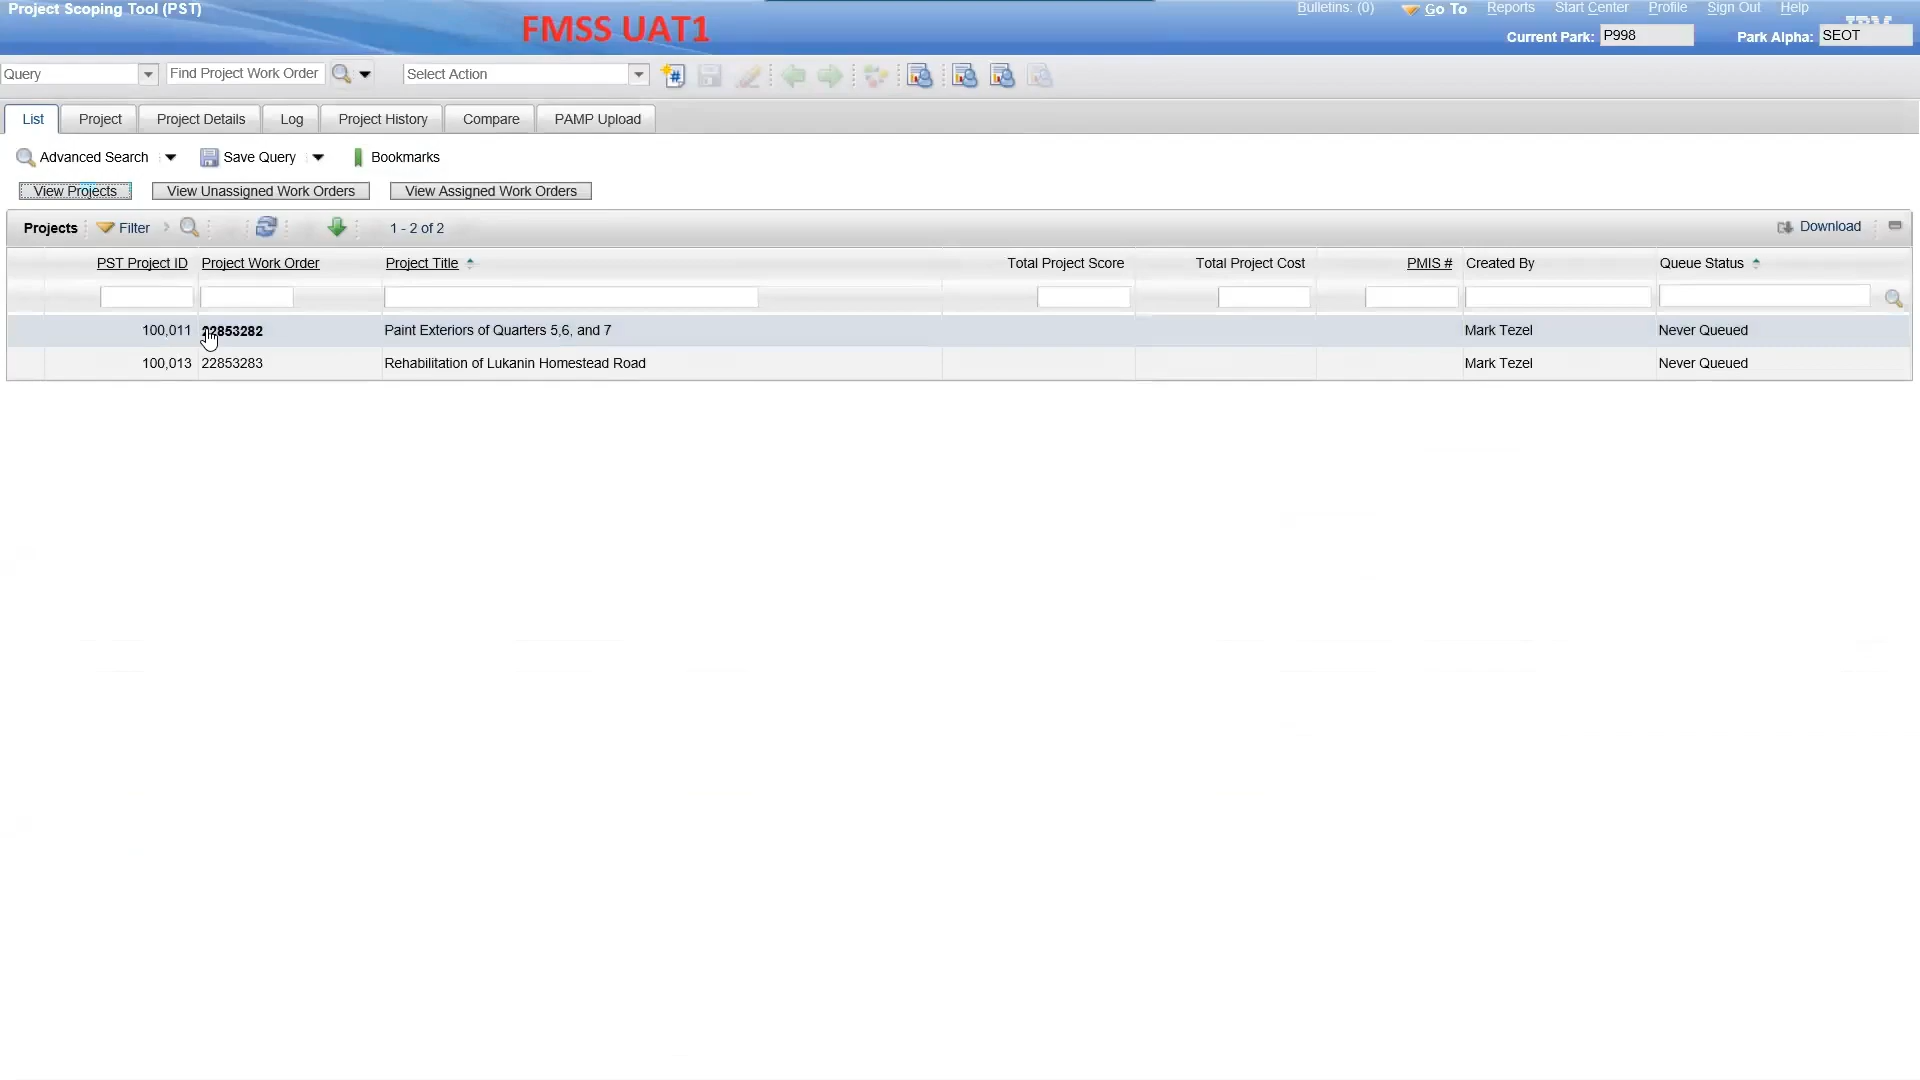 Project Scoping Tool (PST)
FMSS UAT1
Bulletins: (0) Go To Reports Start Center Profile Sign Out Help
IBM
Current Park: P998 Park Alpha: SEOT
Query Find Project Work Order Select Action
List Project Project Details Log Project History Compare PAMP Upload
Advanced Search Save Query Bookmarks
View Projects View Unassigned Work Orders View Assigned Work Orders
Projects Filter 1 - 2 of 2 Download
PST Project ID Project Work Order Project Title Total Project Score Total Project Cost PMIS # Created By Queue Status
100,011 22853282 Paint Exteriors of Quarters 5,6, and 7 Mark Tezel Never Queued
100,013 22853283 Rehabilitation of Lukanin Homestead Road Mark Tezel Never Queued